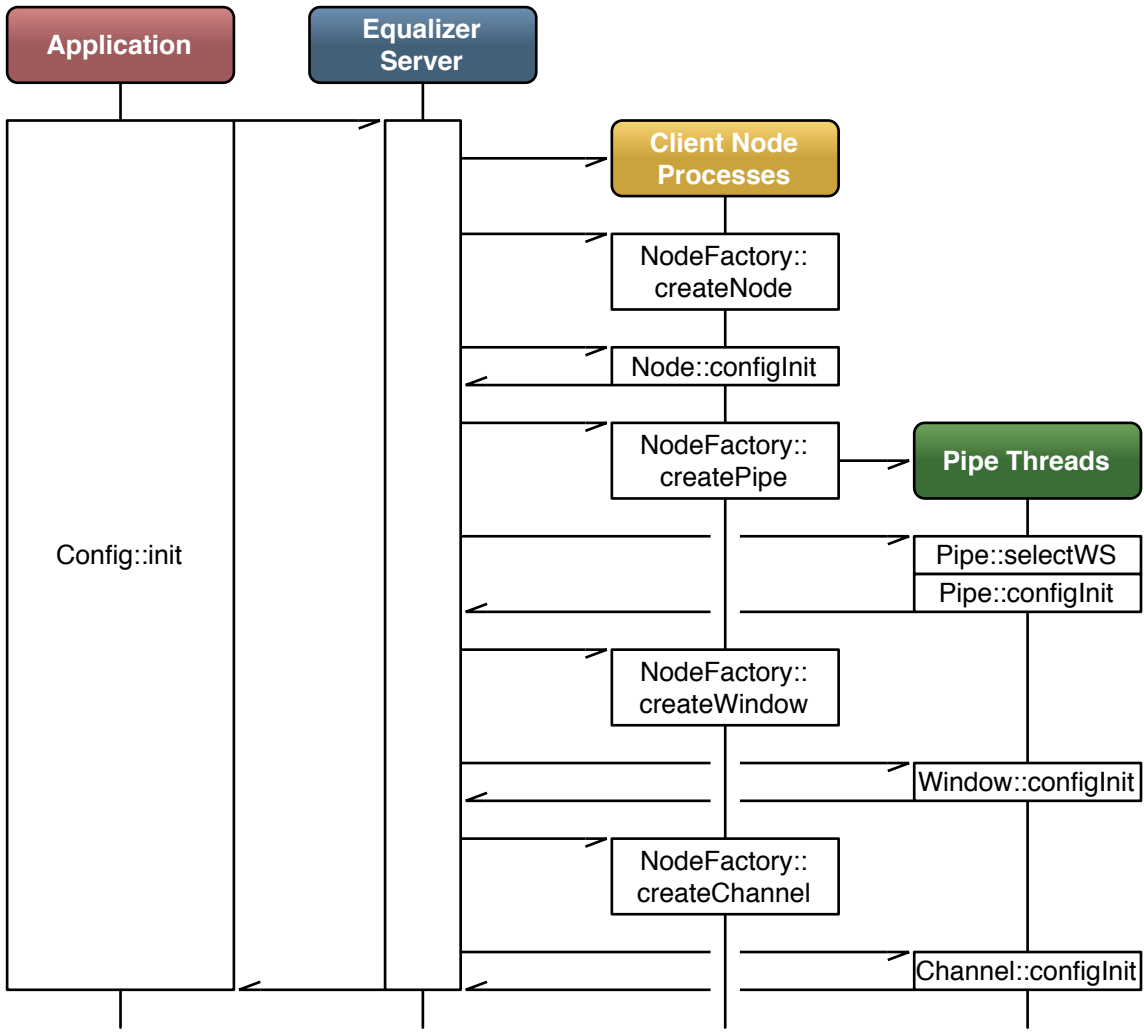 Application
Equalizer
Server
Client Node
Processes
NodeFactory::
createNode
Node::configInit
NodeFactory::
createPipe
Pipe Threads
Config::init
Pipe::selectWS
Pipe::configInit
NodeFactory::
createWindow
Window::configInit
NodeFactory::
createChannel
Channel::configInit